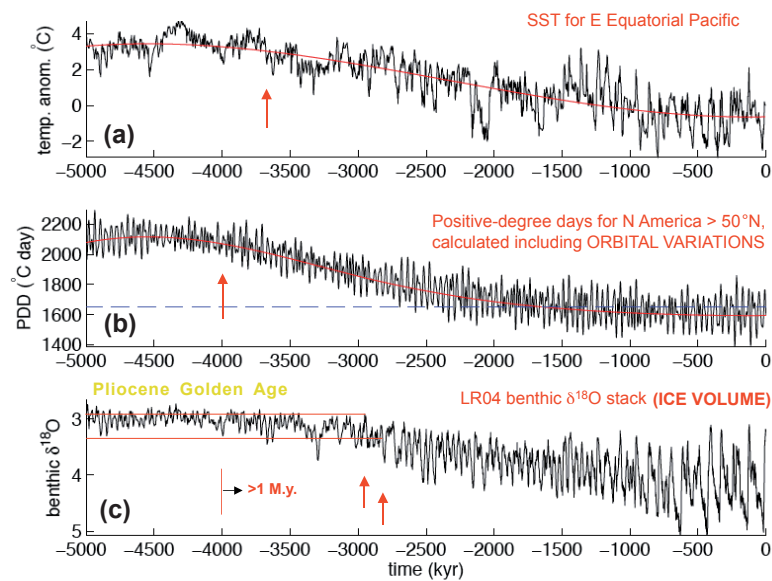 SST for E Equatorial Pacific
temp. anom. (°C)
4
2
0
−2
(a)
−5000 −4500 −4000 −3500 −3000 −2500 −2000 −1500 −1000 −500 0
Positive-degree days for N America > 50°N,
calculated including ORBITAL VARIATIONS
PDD (°C day)
2200
2000
1800
1600
1400
(b)
−5000 −4500 −4000 −3500 −3000 −2500 −2000 −1500 −1000 −500 0
Pliocene Golden Age
LR04 benthic δ18O stack (ICE VOLUME)
benthic δ18O
3
4
5
>1 M.y.
(c)
−5000 −4500 −4000 −3500 −3000 −2500 −2000 −1500 −1000 −500 0
time (kyr)